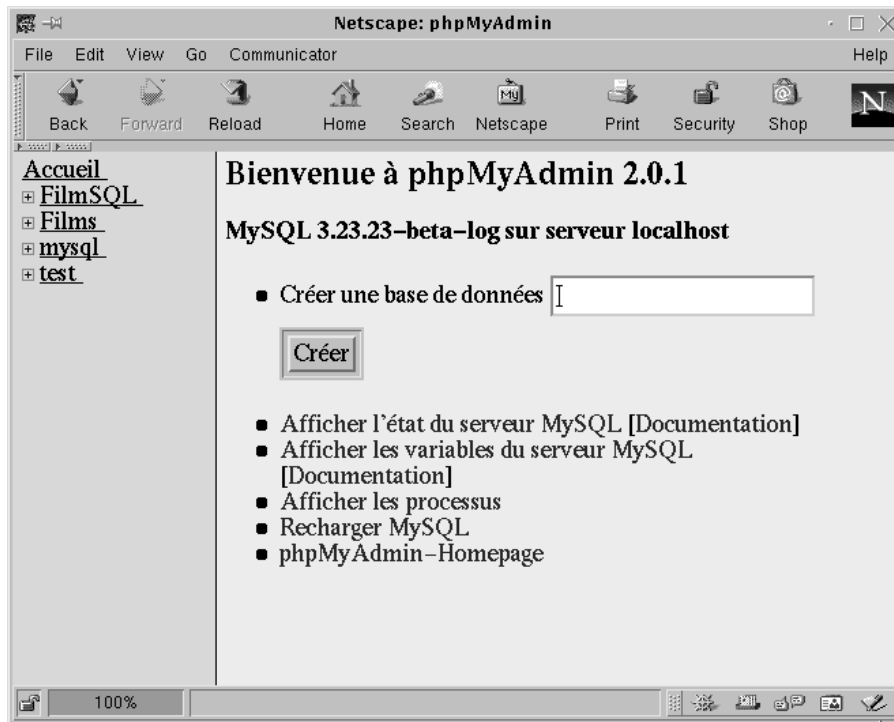 Netscape: phpMyAdmin
File Edit View Go Communicator Help
Back Forward Reload Home Search Netscape Print Security Shop
My
N
Accueil
FilmSQL
Films
mysql
test
Bienvenue à phpMyAdmin 2.0.1
MySQL 3.23.23-beta-log sur serveur localhost
Créer une base de données
Créer
Afficher l'état du serveur MySQL [Documentation]
Afficher les variables du serveur MySQL
[Documentation]
Afficher les processus
Recharger MySQL
phpMyAdmin-Homepage
100%